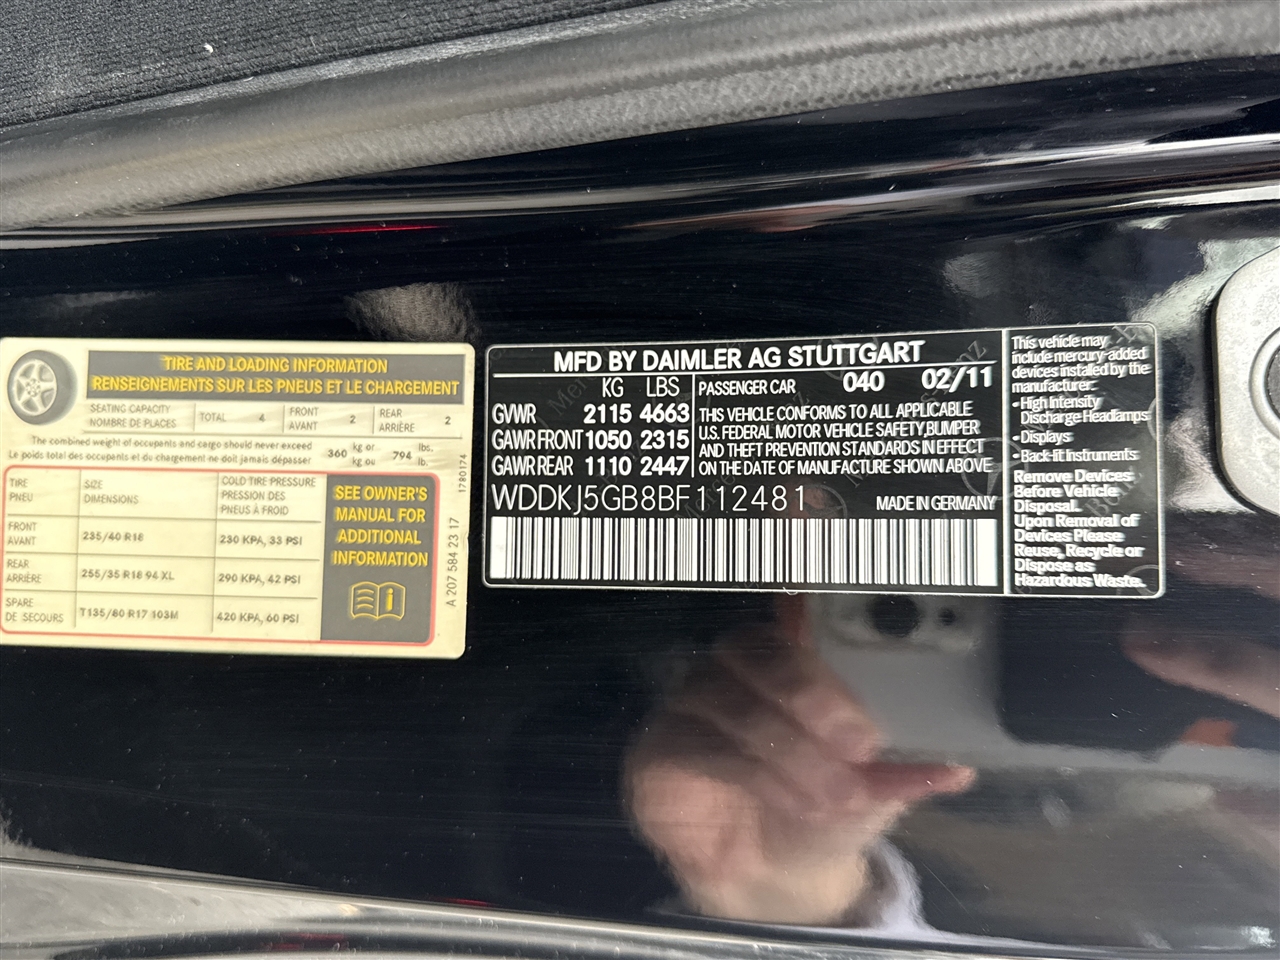 TIRE AND LOADING INFORMATION
RENSEIGNEMENTS SUR LES PNEUS ET LE CHARGEMENT
SEATING CAPACITY
NOMBRE DE PLACES
TOTAL 4
FRONT
AVANT
2
REAR
ARRIÈRE
2
The combined weight of occupants and cargo should never exceed
Le poids total des occupants et du chargement ne doit jamais dépasser
360 kg or
kg ou
794 lbs.
lb.
TIRE
PNEU
SIZE
DIMENSIONS
COLD TIRE PRESSURE
PRESSION DES
PNEUS À FROID
FRONT
AVANT
235/40 R18
230 KPA, 33 PSI
REAR
ARRIÈRE
255/35 R18 94 XL
290 KPA, 42 PSI
SPARE
DE SECOURS
T135/80 R17 103M
420 KPA, 60 PSI
SEE OWNER'S
MANUAL FOR
ADDITIONAL
INFORMATION
A 207 584 23 17
1780174
MFD BY DAIMLER AG STUTTGART
KG LBS
GVWR 2115 4663
GAWR FRONT 1050 2315
GAWR REAR 1110 2447
PASSENGER CAR 040 02/11
THIS VEHICLE CONFORMS TO ALL APPLICABLE
U.S. FEDERAL MOTOR VEHICLE SAFETY, BUMPER
AND THEFT PREVENTION STANDARDS IN EFFECT
ON THE DATE OF MANUFACTURE SHOWN ABOVE
WDDKJ5GB8BF112481
MADE IN GERMANY
This vehicle may
include mercury-added
devices installed by the
manufacturer:
• High Intensity
Discharge Headlamps
• Displays
• Back-lit Instruments
Remove Devices
Before Vehicle
Disposal.
Upon Removal of
Devices Please
Reuse, Recycle or
Dispose as
Hazardous Waste.